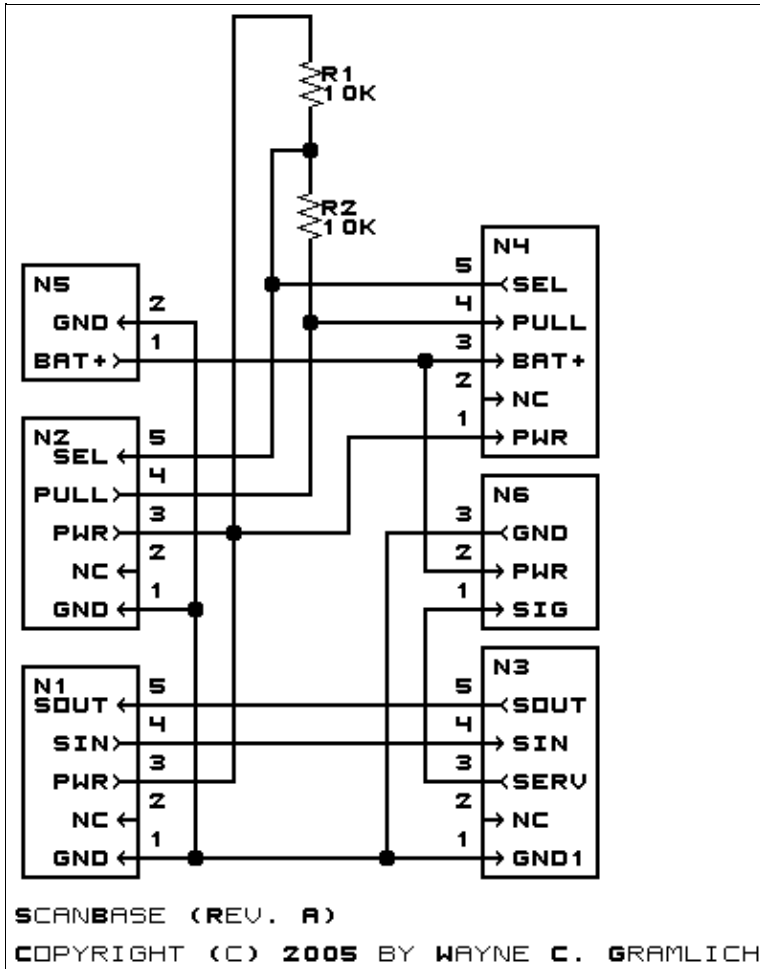 R1
10K
R2
10K
N5
GND 2
BAT+ 1
N2
SEL 5
PULL 4
PWR 3
NC 2
GND 1
N1
SOUT 5
SIN 4
PWR 3
NC 2
GND 1
N4
5 SEL
4 PULL
3 BAT+
2 NC
1 PWR
N6
3 GND
2 PWR
1 SIG
N3
5 SOUT
4 SIN
3 SERV
2 NC
1 GND1
SCANBASE (REV. A)
COPYRIGHT (C) 2005 BY WAYNE C. GRAMLICH